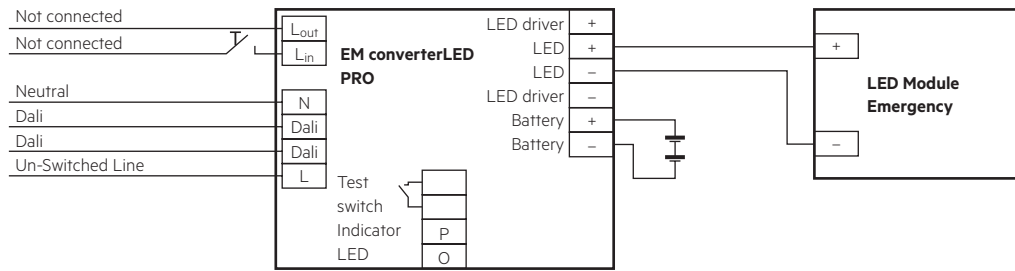 Not connected
Not connected
Neutral
Dali
Dali
Un-Switched Line
Lout
Lin
N
Dali
Dali
L
EM converterLED
PRO
Test
switch
Indicator
LED
P
O
LED driver +
LED +
LED –
LED driver –
Battery +
Battery –
+
–
LED Module
Emergency